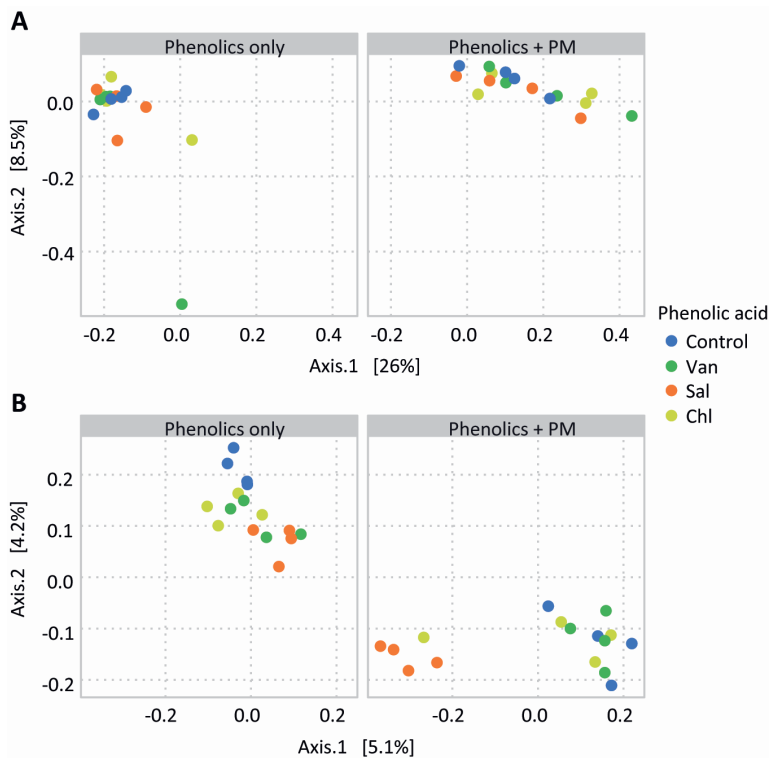 A
Phenolics only
Phenolics + PM
0.0
-0.2
-0.4
Axis.2 [8.5%]
-0.2 0.0 0.2 0.4
-0.2 0.0 0.2 0.4
Axis.1 [26%]
Phenolic acid
Control
Van
Sal
Chl
B
Phenolics only
Phenolics + PM
0.2
0.1
0.0
-0.1
-0.2
Axis.2 [4.2%]
-0.2 0.0 0.2
-0.2 0.0 0.2
Axis.1 [5.1%]